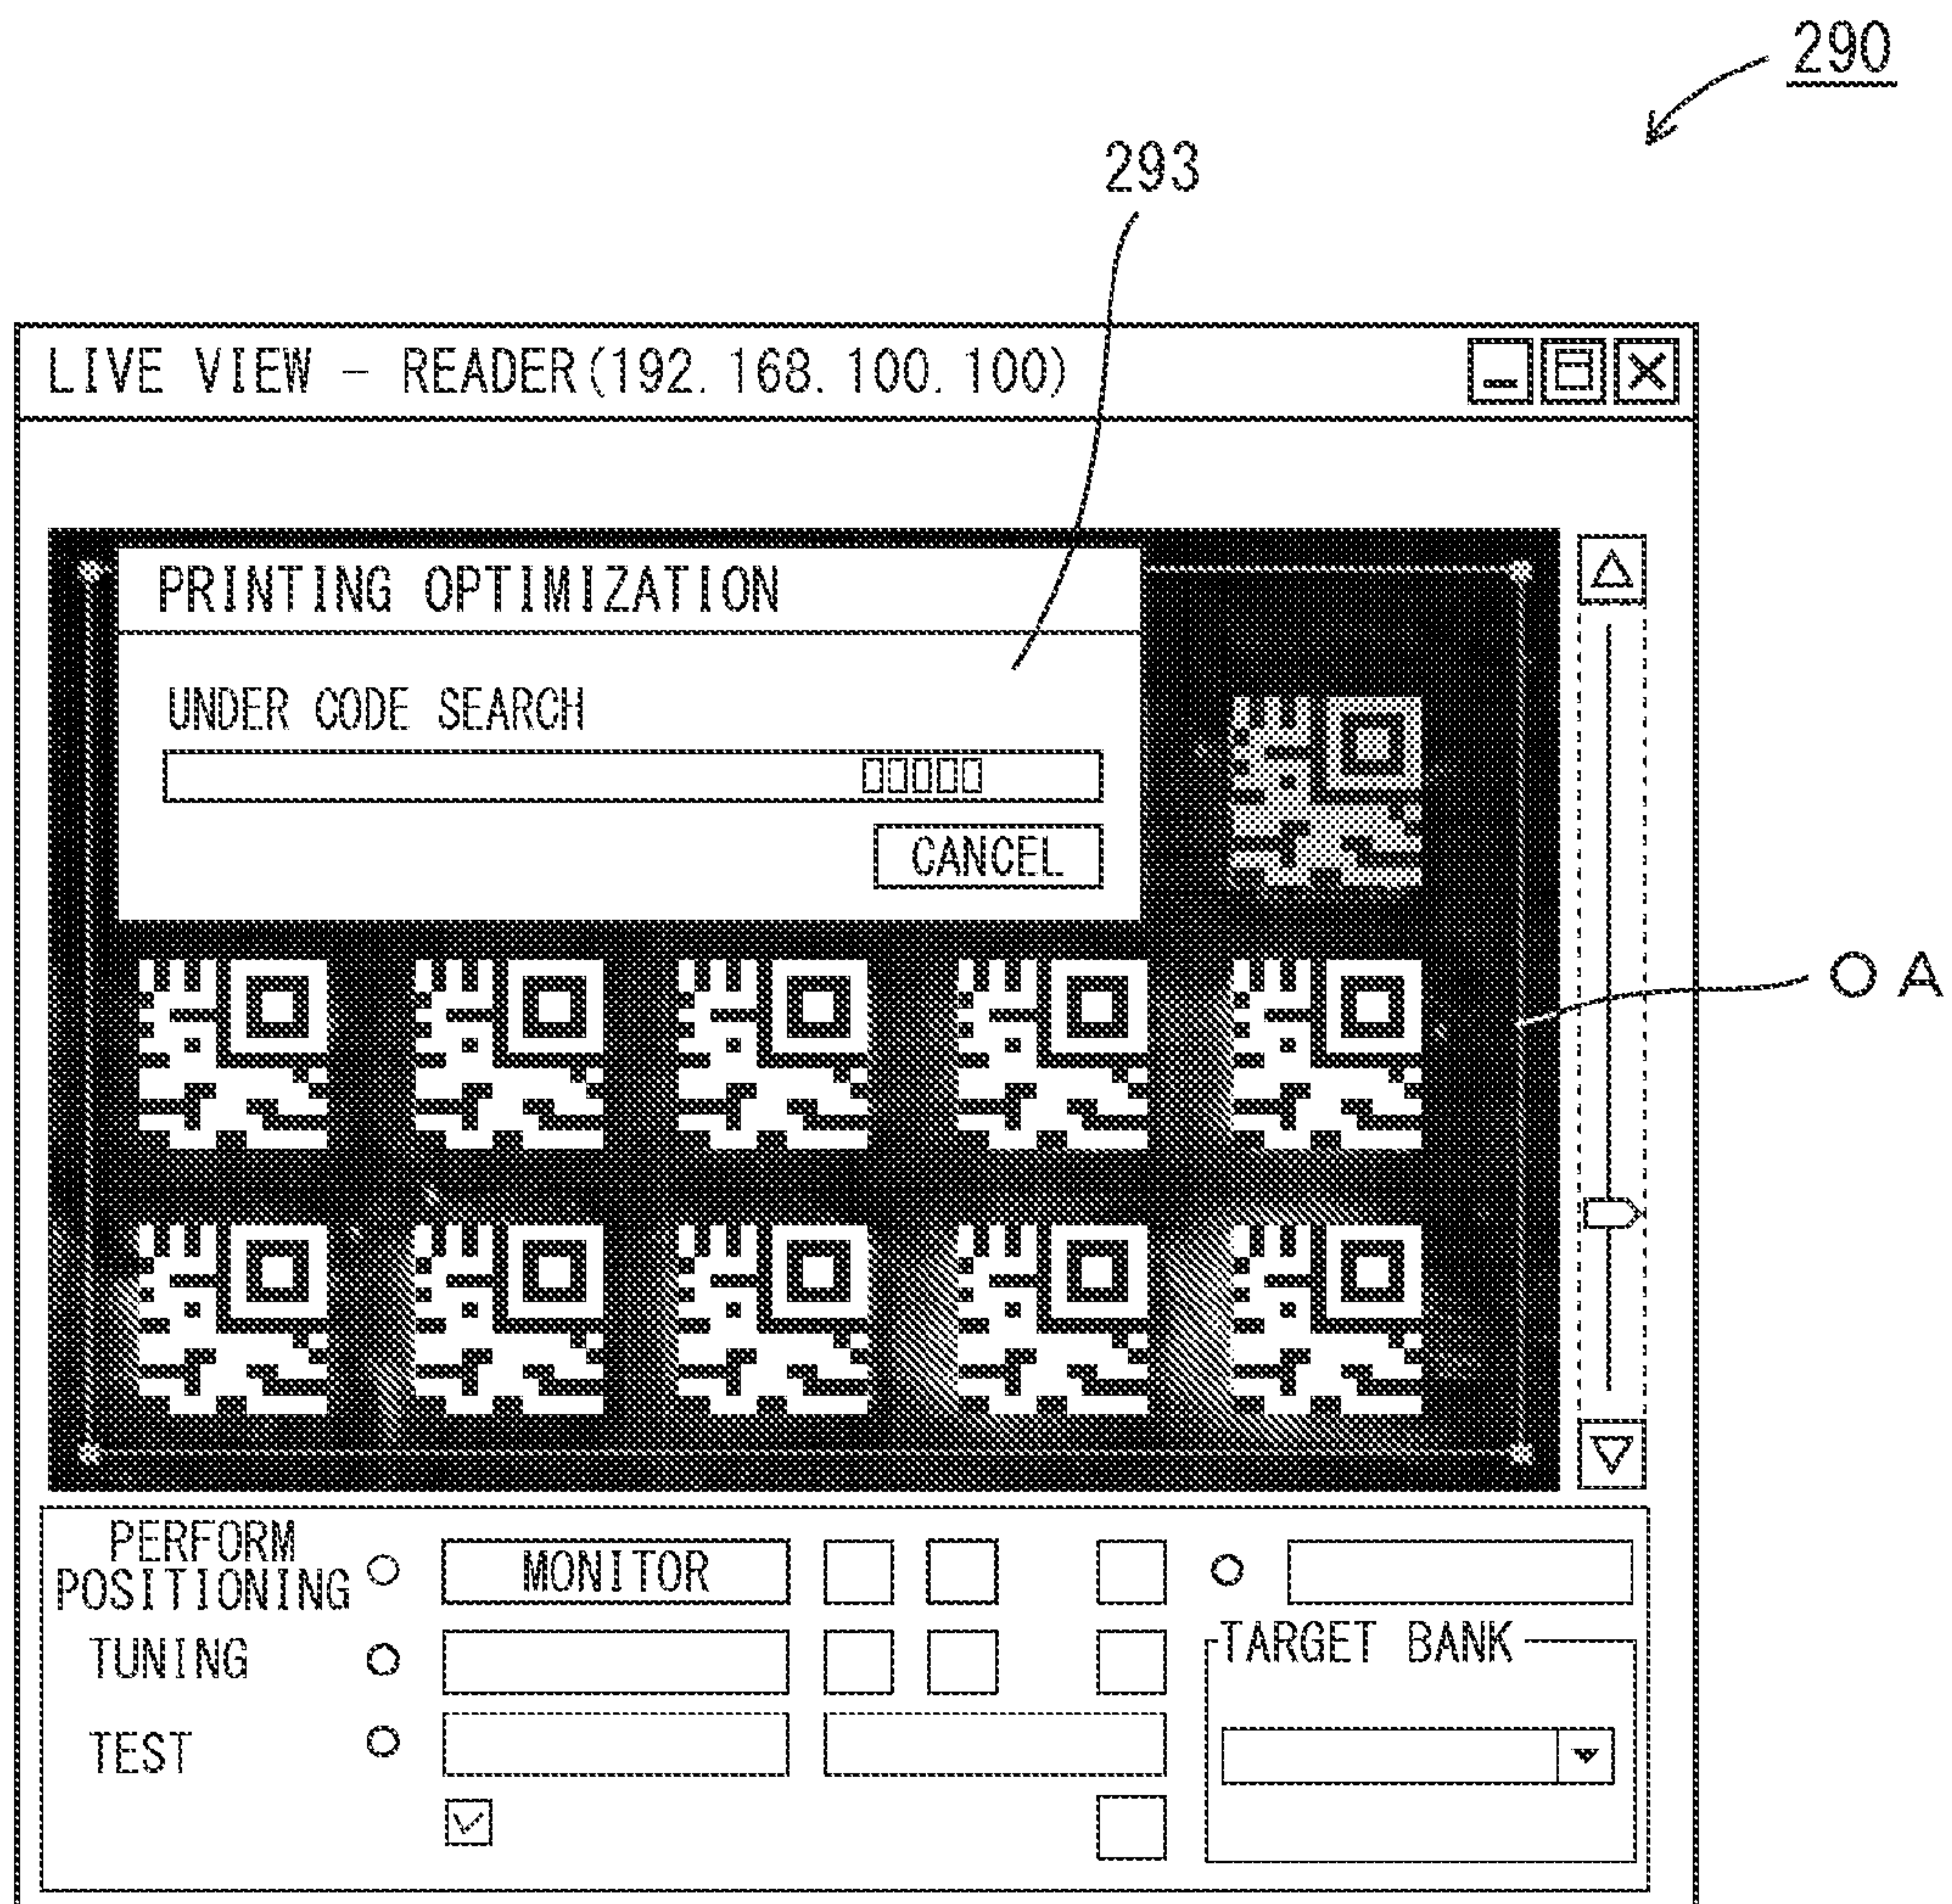 290
293
LIVE VIEW - READER(192.168.100.100)
PRINTING OPTIMIZATION
UNDER CODE SEARCH
CANCEL
OA
PERFORM
POSITIONING
MONITOR
TUNING
TARGET BANK
TEST